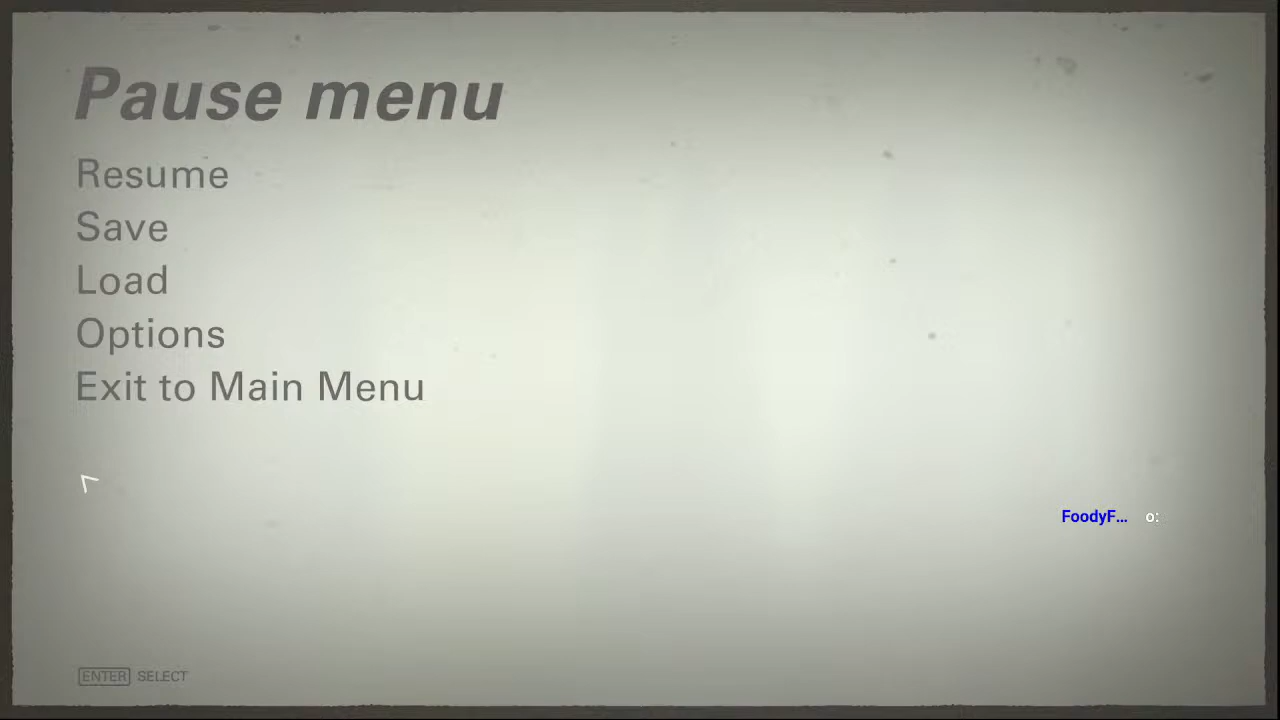 Pause menu
Resume
Save
Load
Options
Exit to Main Menu
FoodyF... o:
ENTER SELECT